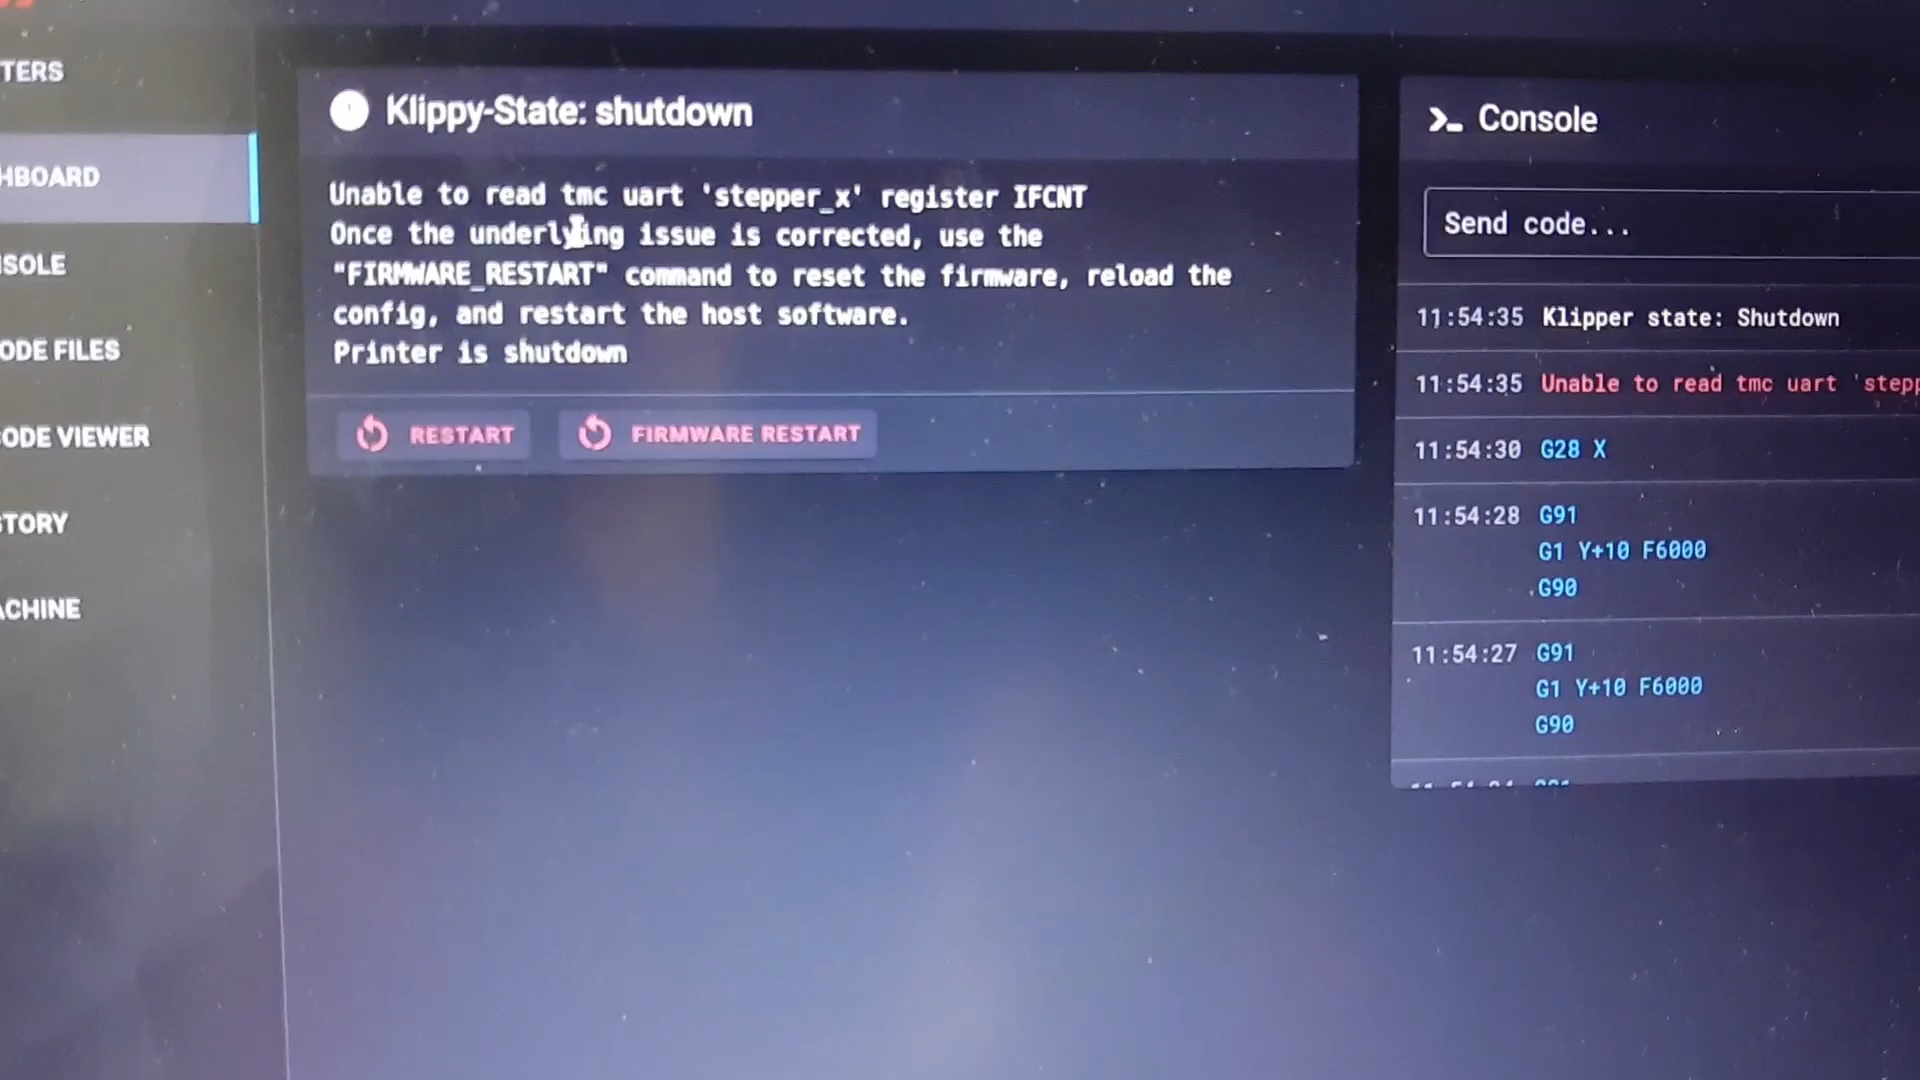 TERS
HBOARD
SOLE
ODE FILES
ODE VIEWER
STORY
ACHINE
Klippy-State: shutdown
Unable to read tmc uart 'stepper_x' register IFCNT
Once the underlying issue is corrected, use the
"FIRMWARE_RESTART" command to reset the firmware, reload the
config, and restart the host software.
Printer is shutdown
RESTART
FIRMWARE RESTART
Console
Send code...
11:54:35 Klipper state: Shutdown
11:54:35 Unable to read tmc uart 'stepp
11:54:30 G28 X
11:54:28 G91
G1 Y+10 F6000
G90
11:54:27 G91
G1 Y+10 F6000
G90